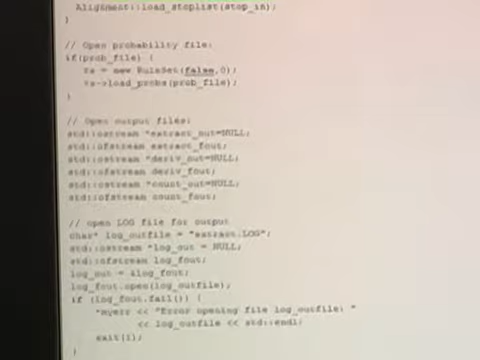 Alignment::load_stoplist(stop_in);
}
// Open probability file:
if(prob_file) {
= new RuleSet(false,0);
->load_probs(prob_file);
}
// Open output files:
std::ostream *extract_out=NULL;
std::ofstream extract_fout;
std::ostream *deriv_out=NULL;
std::ofstream deriv_fout;
std::ostream *count_out=NULL;
std::ofstream count_fout;
// open LOG file for output
char* log_outfile = "extract.LOG";
std::ostream *log_out = NULL;
std::ofstream log_fout;
log_out = &log_fout;
log_fout.open(log_outfile);
if (log_fout.fail()) {
*myerr << "Error opening file log_outfile: "
<< log_outfile << std::endl;
exit(1);
}